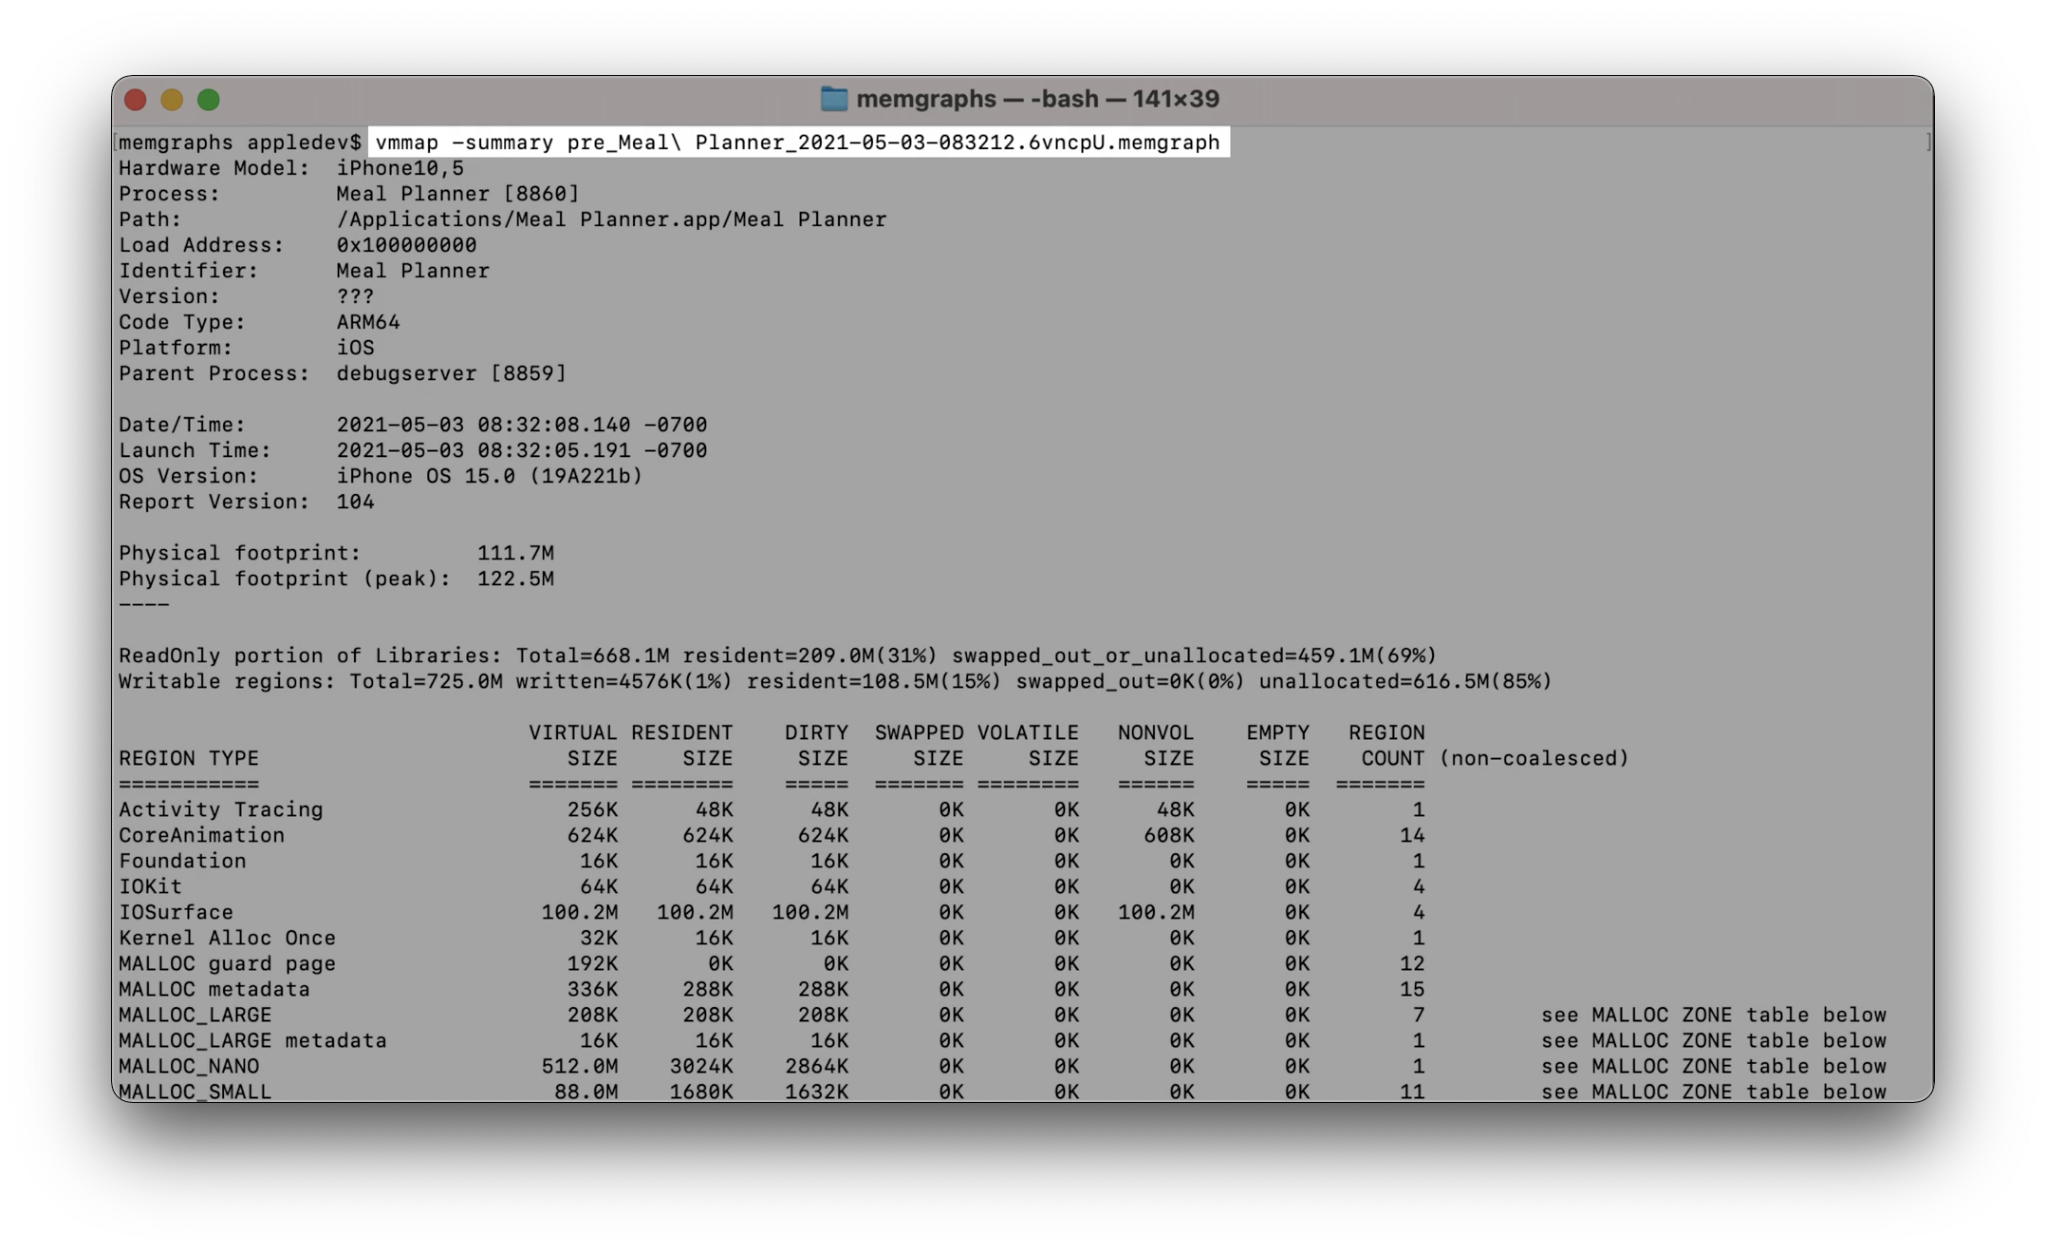 memgraphs — -bash — 141×39
[memgraphs appledev$ vmmap -summary pre_Meal\ Planner_2021-05-03-083212.6vncpU.memgraph ]
Hardware Model:  iPhone10,5
Process:         Meal Planner [8860]
Path:            /Applications/Meal Planner.app/Meal Planner
Load Address:    0x100000000
Identifier:      Meal Planner
Version:         ???
Code Type:       ARM64
Platform:        iOS
Parent Process:  debugserver [8859]
Date/Time:       2021-05-03 08:32:08.140 -0700
Launch Time:     2021-05-03 08:32:05.191 -0700
OS Version:      iPhone OS 15.0 (19A221b)
Report Version:  104
Physical footprint:         111.7M
Physical footprint (peak):  122.5M
----
ReadOnly portion of Libraries: Total=668.1M resident=209.0M(31%) swapped_out_or_unallocated=459.1M(69%)
Writable regions: Total=725.0M written=4576K(1%) resident=108.5M(15%) swapped_out=0K(0%) unallocated=616.5M(85%)
VIRTUAL RESIDENT DIRTY SWAPPED VOLATILE NONVOL EMPTY REGION
REGION TYPE SIZE SIZE SIZE SIZE SIZE SIZE SIZE COUNT (non-coalesced)
=========== ======= ======== ===== ======= ======== ====== ===== =======
Activity Tracing 256K 48K 48K 0K 0K 48K 0K 1
CoreAnimation 624K 624K 624K 0K 0K 608K 0K 14
Foundation 16K 16K 16K 0K 0K 0K 0K 1
IOKit 64K 64K 64K 0K 0K 0K 0K 4
IOSurface 100.2M 100.2M 100.2M 0K 0K 100.2M 0K 4
Kernel Alloc Once 32K 16K 16K 0K 0K 0K 0K 1
MALLOC guard page 192K 0K 0K 0K 0K 0K 0K 12
MALLOC metadata 336K 288K 288K 0K 0K 0K 0K 15
MALLOC_LARGE 208K 208K 208K 0K 0K 0K 0K 7 see MALLOC ZONE table below
MALLOC_LARGE metadata 16K 16K 16K 0K 0K 0K 0K 1 see MALLOC ZONE table below
MALLOC_NANO 512.0M 3024K 2864K 0K 0K 0K 0K 1 see MALLOC ZONE table below
MALLOC_SMALL 88.0M 1680K 1632K 0K 0K 0K 0K 11 see MALLOC ZONE table below